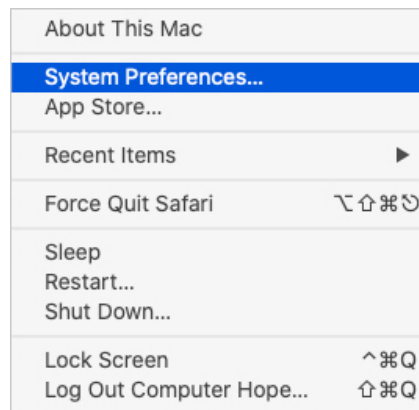 About This Mac
System Preferences...
App Store...
Recent Items ▶
Force Quit Safari ⌥⇧⌘⎋
Sleep
Restart...
Shut Down...
Lock Screen ^⌘Q
Log Out Computer Hope... ⇧⌘Q